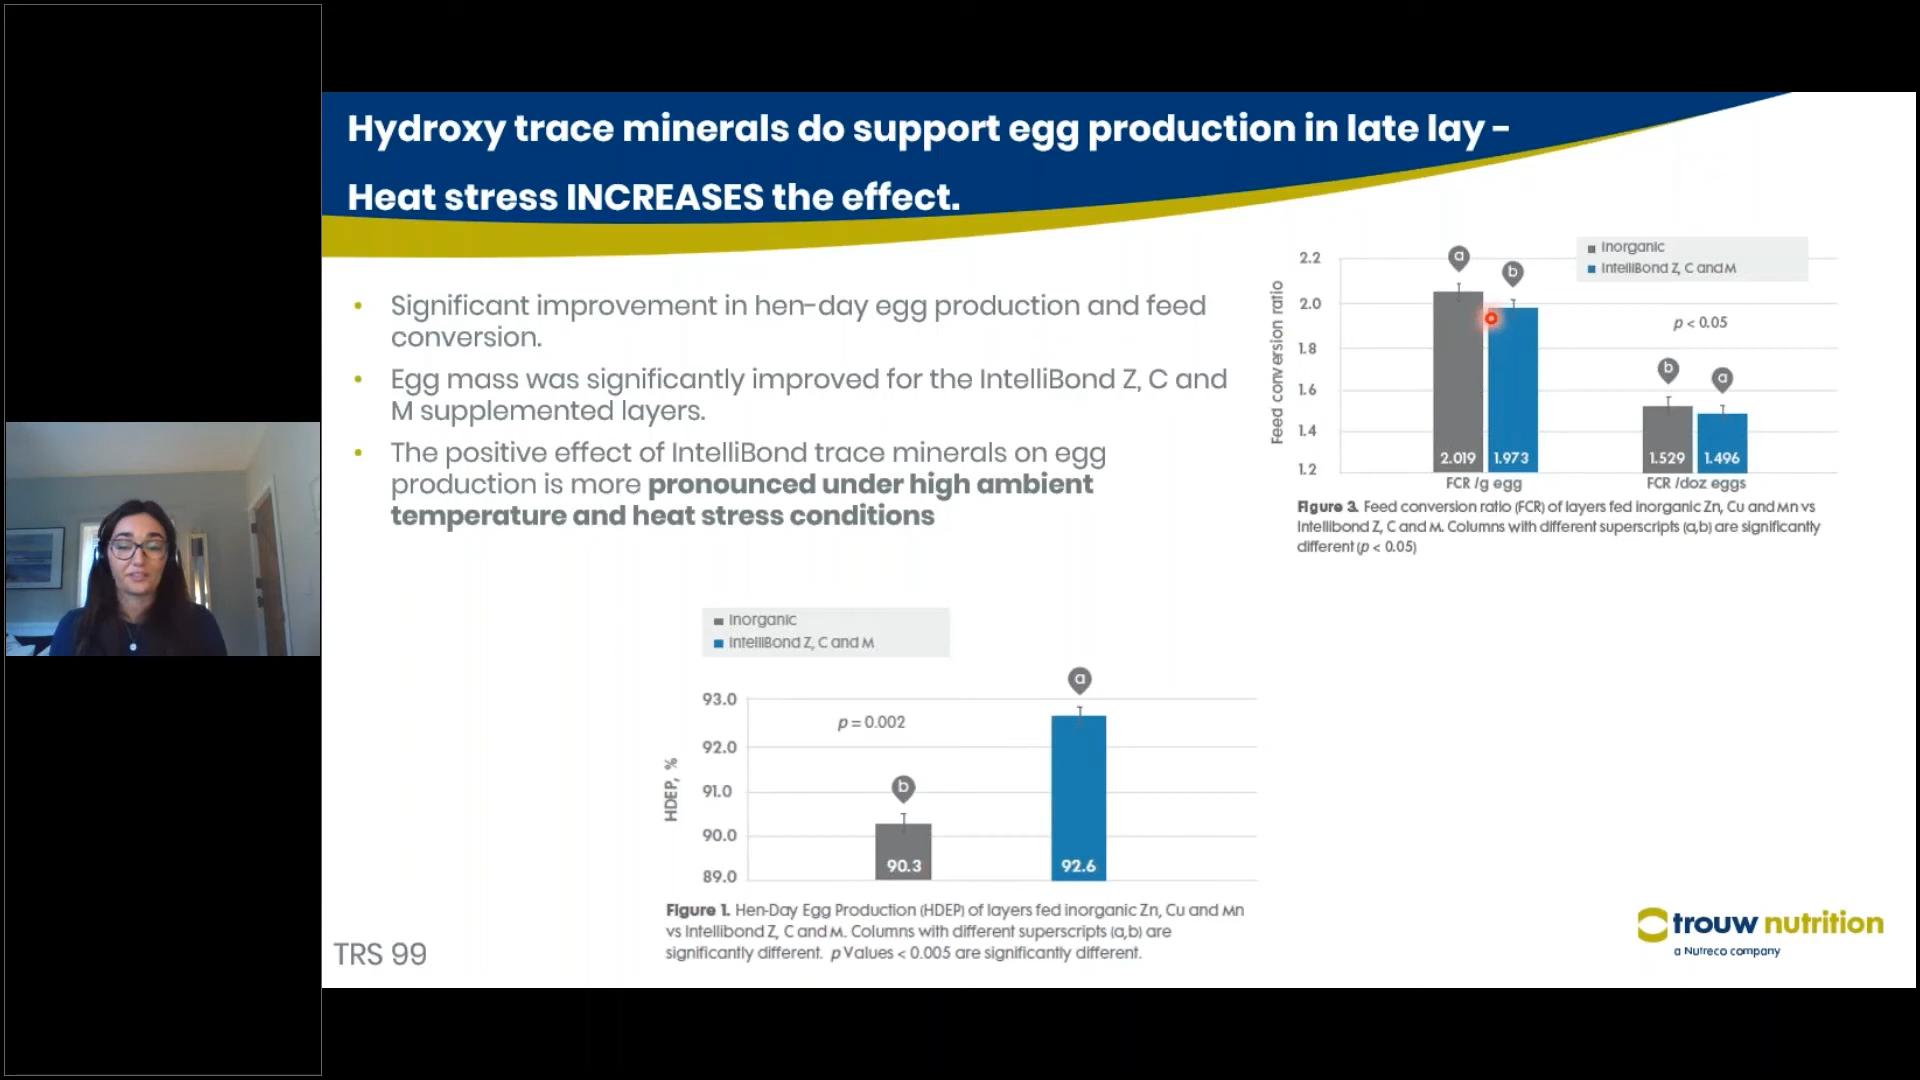 Hydroxy trace minerals do support egg production in late lay –
Heat stress INCREASES the effect.
• Significant improvement in hen-day egg production and feed
conversion.
• Egg mass was significantly improved for the IntelliBond Z, C and
M supplemented layers.
• The positive effect of IntelliBond trace minerals on egg
production is more pronounced under high ambient
temperature and heat stress conditions
Inorganic
IntelliBond Z, C and M
Feed conversion ratio
2.2
2.0
1.8
1.6
1.4
1.2
a
b
p < 0.05
b
a
2.019
1.973
1.529
1.496
FCR /g egg
FCR /doz eggs
Figure 3. Feed conversion ratio (FCR) of layers fed inorganic Zn, Cu and Mn vs
Intellibond Z, C and M. Columns with different superscripts (a,b) are significantly
different (p < 0.05)
Inorganic
IntelliBond Z, C and M
HDEP, %
93.0
92.0
91.0
90.0
89.0
p = 0.002
b
a
90.3
92.6
Figure 1. Hen-Day Egg Production (HDEP) of layers fed inorganic Zn, Cu and Mn
vs Intellibond Z, C and M. Columns with different superscripts (a,b) are
significantly different. p Values < 0.005 are significantly different.
TRS 99
trouw nutrition
a Nutreco company